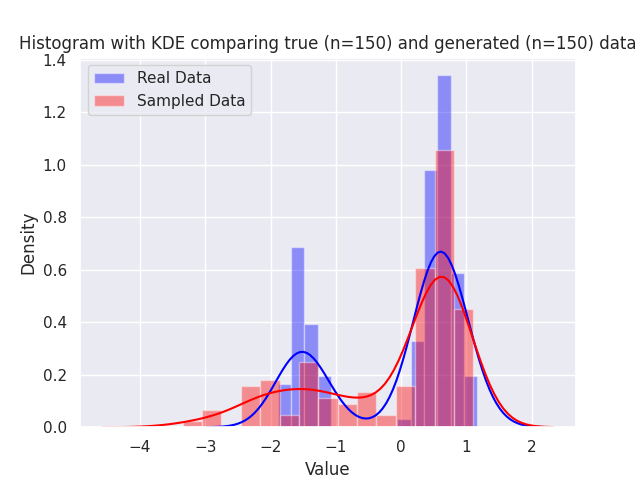 Histogram with KDE comparing true (n=150) and generated (n=150) data
Real Data
Sampled Data
Density
1.4
1.2
1.0
0.8
0.6
0.4
0.2
0.0
−4 −3 −2 −1 0 1 2
Value